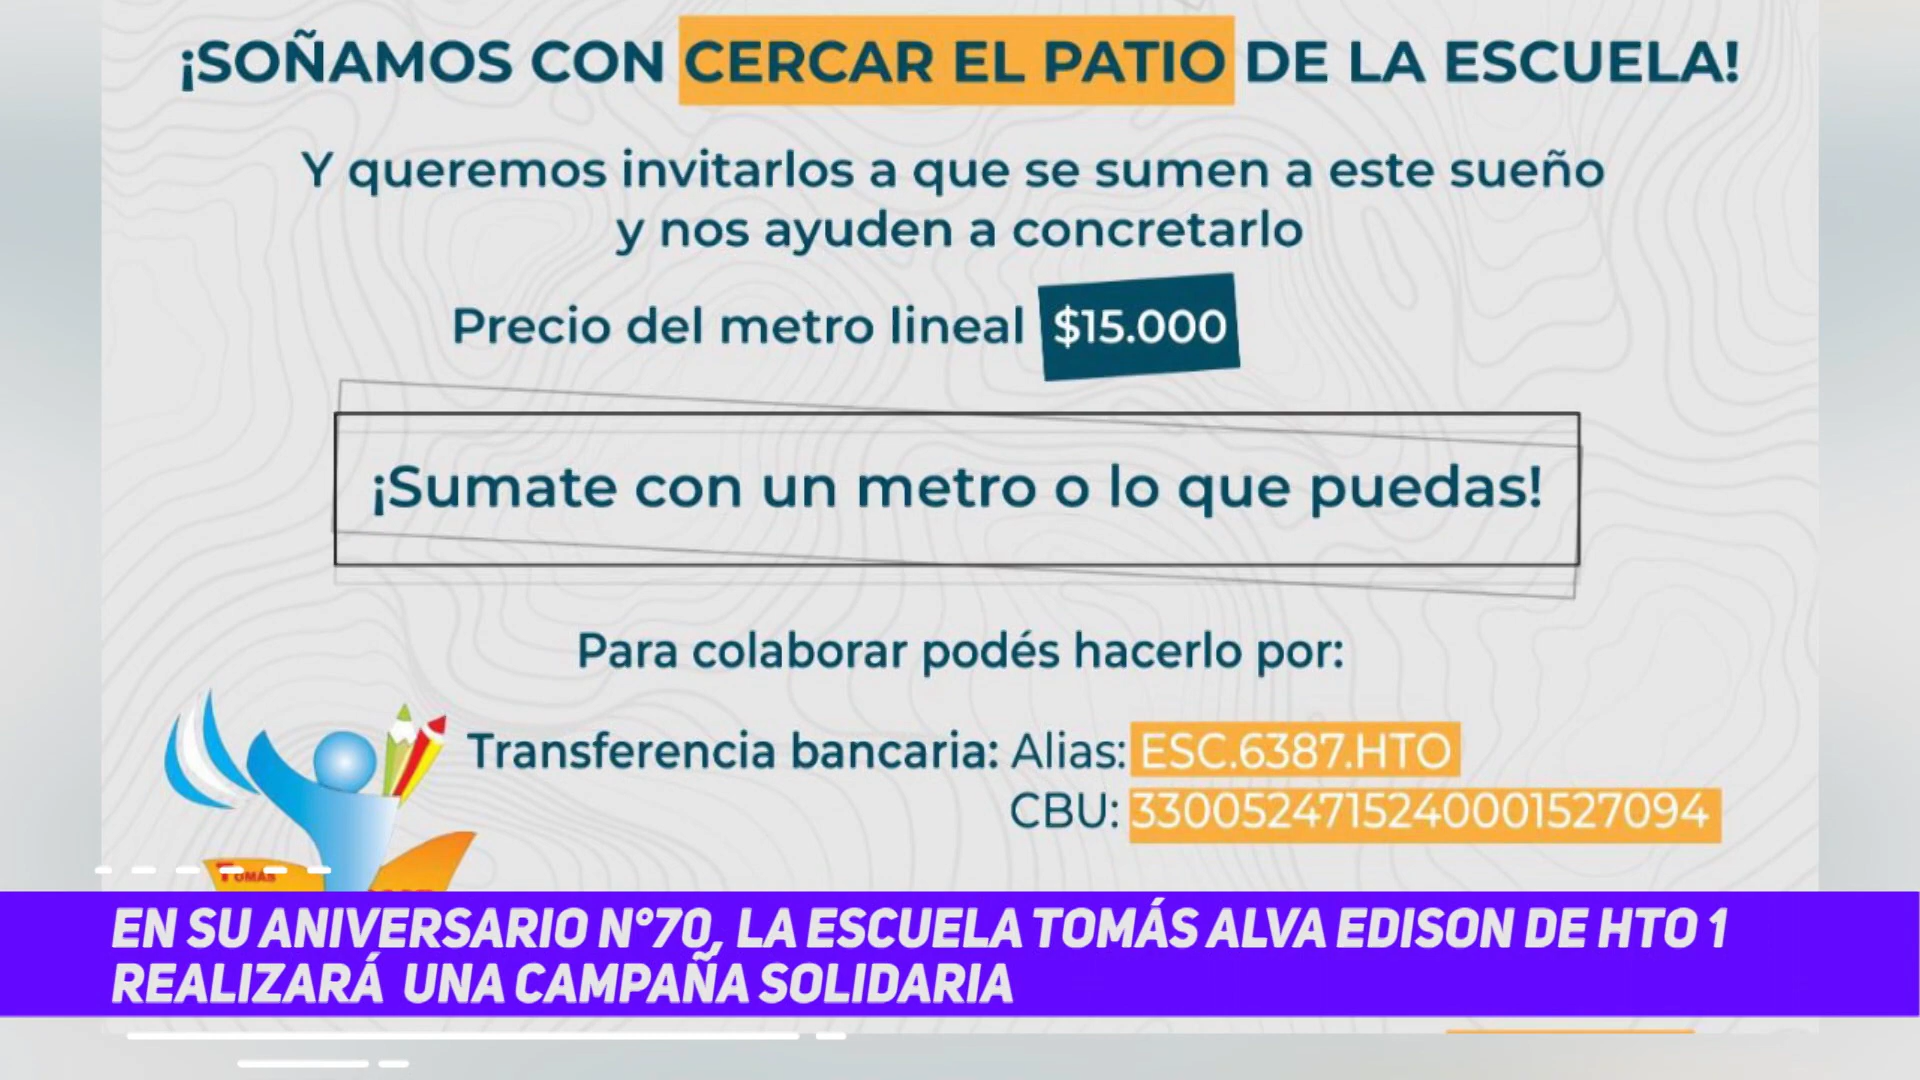 ¡SOÑAMOS CON CERCAR EL PATIO DE LA ESCUELA!
Y queremos invitarlos a que se sumen a este sueño
y nos ayuden a concretarlo
Precio del metro lineal $15.000
¡Sumate con un metro o lo que puedas!
Para colaborar podés hacerlo por:
Transferencia bancaria: Alias: ESC.6387.HTO
CBU: 3300524715240001527094
TOMÁS
EN SU ANIVERSARIO N°70, LA ESCUELA TOMÁS ALVA EDISON DE HTO 1
REALIZARÁ UNA CAMPAÑA SOLIDARIA